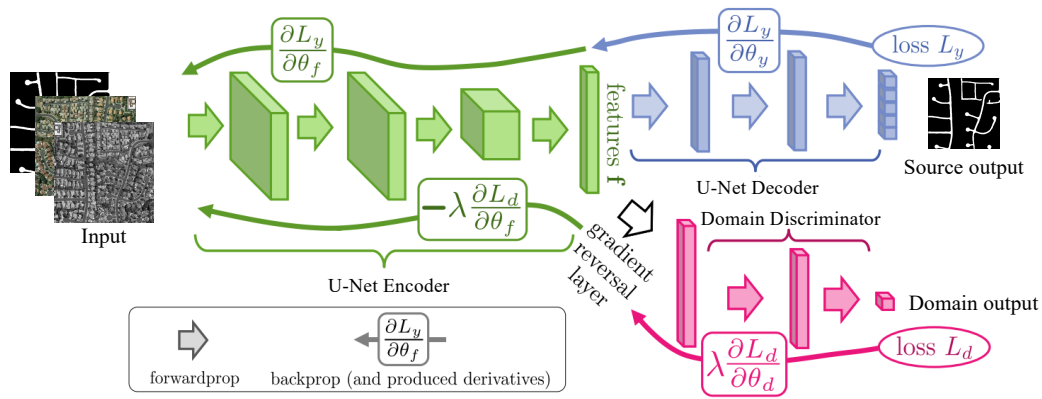 ∂L_y/∂θ_f
∂L_y/∂θ_y
loss L_y
features f
Source output
U-Net Decoder
Input
−λ ∂L_d/∂θ_f
gradient
reversal
layer
Domain Discriminator
U-Net Encoder
Domain output
∂L_y/∂θ_f
forwardprop
backprop (and produced derivatives)
λ ∂L_d/∂θ_d
loss L_d